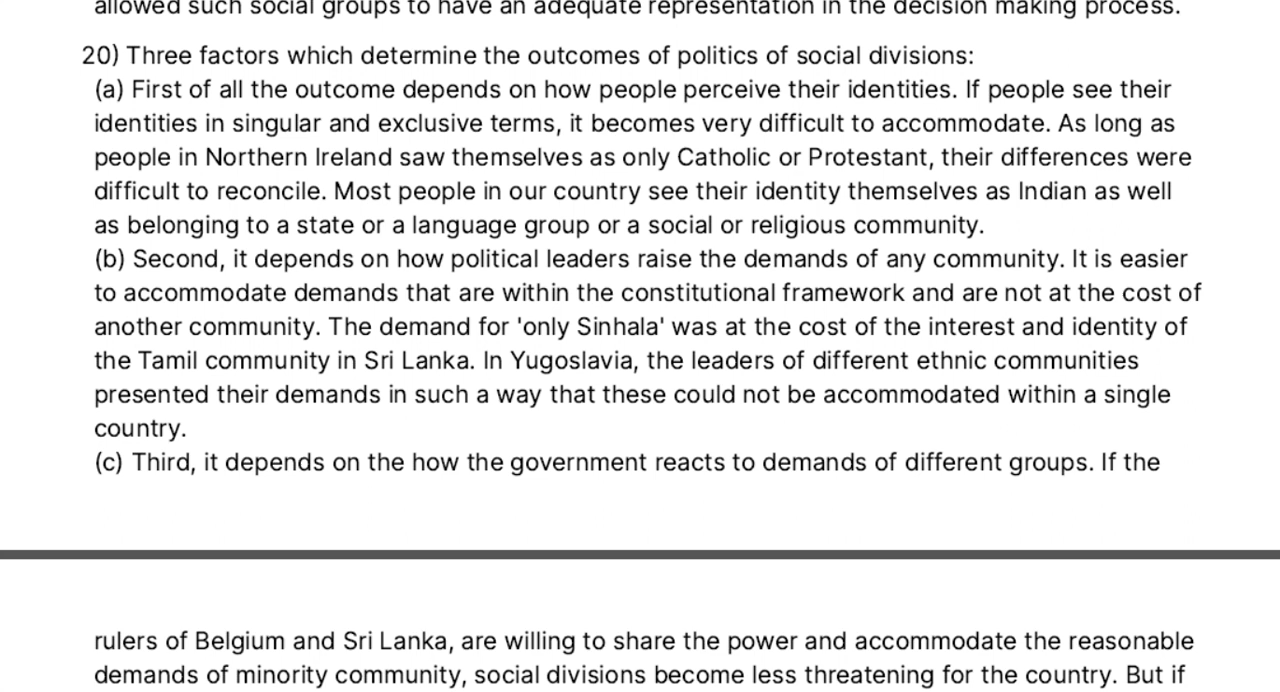 allowed such social groups to have an adequate representation in the decision making process.
20) Three factors which determine the outcomes of politics of social divisions:
(a) First of all the outcome depends on how people perceive their identities. If people see their
identities in singular and exclusive terms, it becomes very difficult to accommodate. As long as
people in Northern Ireland saw themselves as only Catholic or Protestant, their differences were
difficult to reconcile. Most people in our country see their identity themselves as Indian as well
as belonging to a state or a language group or a social or religious community.
(b) Second, it depends on how political leaders raise the demands of any community. It is easier
to accommodate demands that are within the constitutional framework and are not at the cost of
another community. The demand for 'only Sinhala' was at the cost of the interest and identity of
the Tamil community in Sri Lanka. In Yugoslavia, the leaders of different ethnic communities
presented their demands in such a way that these could not be accommodated within a single
country.
(c) Third, it depends on the how the government reacts to demands of different groups. If the
rulers of Belgium and Sri Lanka, are willing to share the power and accommodate the reasonable
demands of minority community, social divisions become less threatening for the country. But if